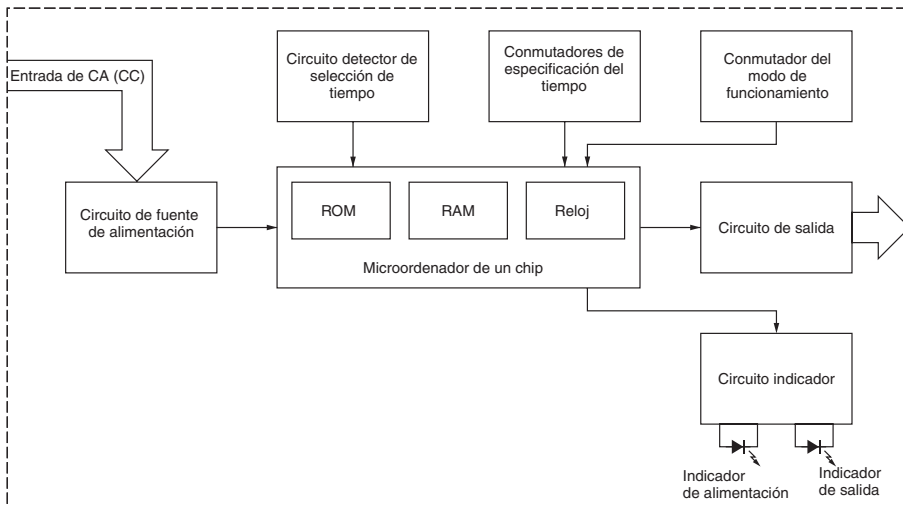 Entrada de CA (CC)
Circuito detector de
selección de
tiempo
Conmutadores de
especificación del
tiempo
Conmutador del
modo de
funcionamiento
Circuito de fuente
de alimentación
ROM
RAM
Reloj
Microordenador de un chip
Circuito de salida
Circuito indicador
Indicador
de alimentación
Indicador
de salida